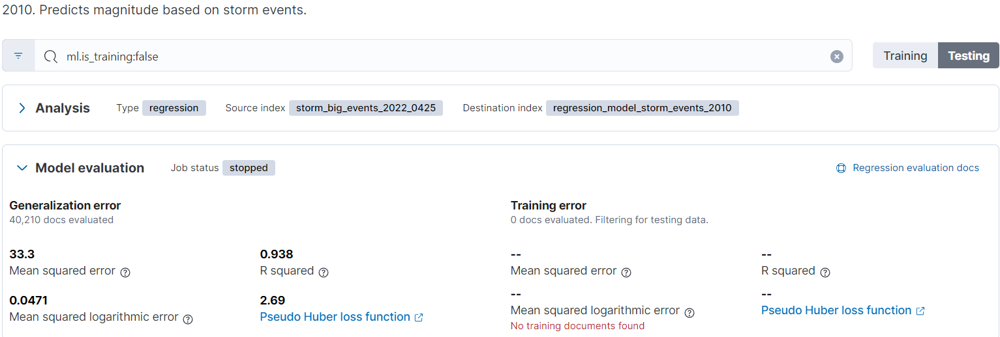 2010. Predicts magnitude based on storm events.
ml.is_training:false
Training Testing
Analysis Type regression Source index storm_big_events_2022_0425 Destination index regression_model_storm_events_2010
Model evaluation Job status stopped Regression evaluation docs
Generalization error
40,210 docs evaluated
33.3
Mean squared error
0.938
R squared
0.0471
Mean squared logarithmic error
2.69
Pseudo Huber loss function
Training error
0 docs evaluated. Filtering for testing data.
--
Mean squared error
--
R squared
--
Mean squared logarithmic error
No training documents found
--
Pseudo Huber loss function